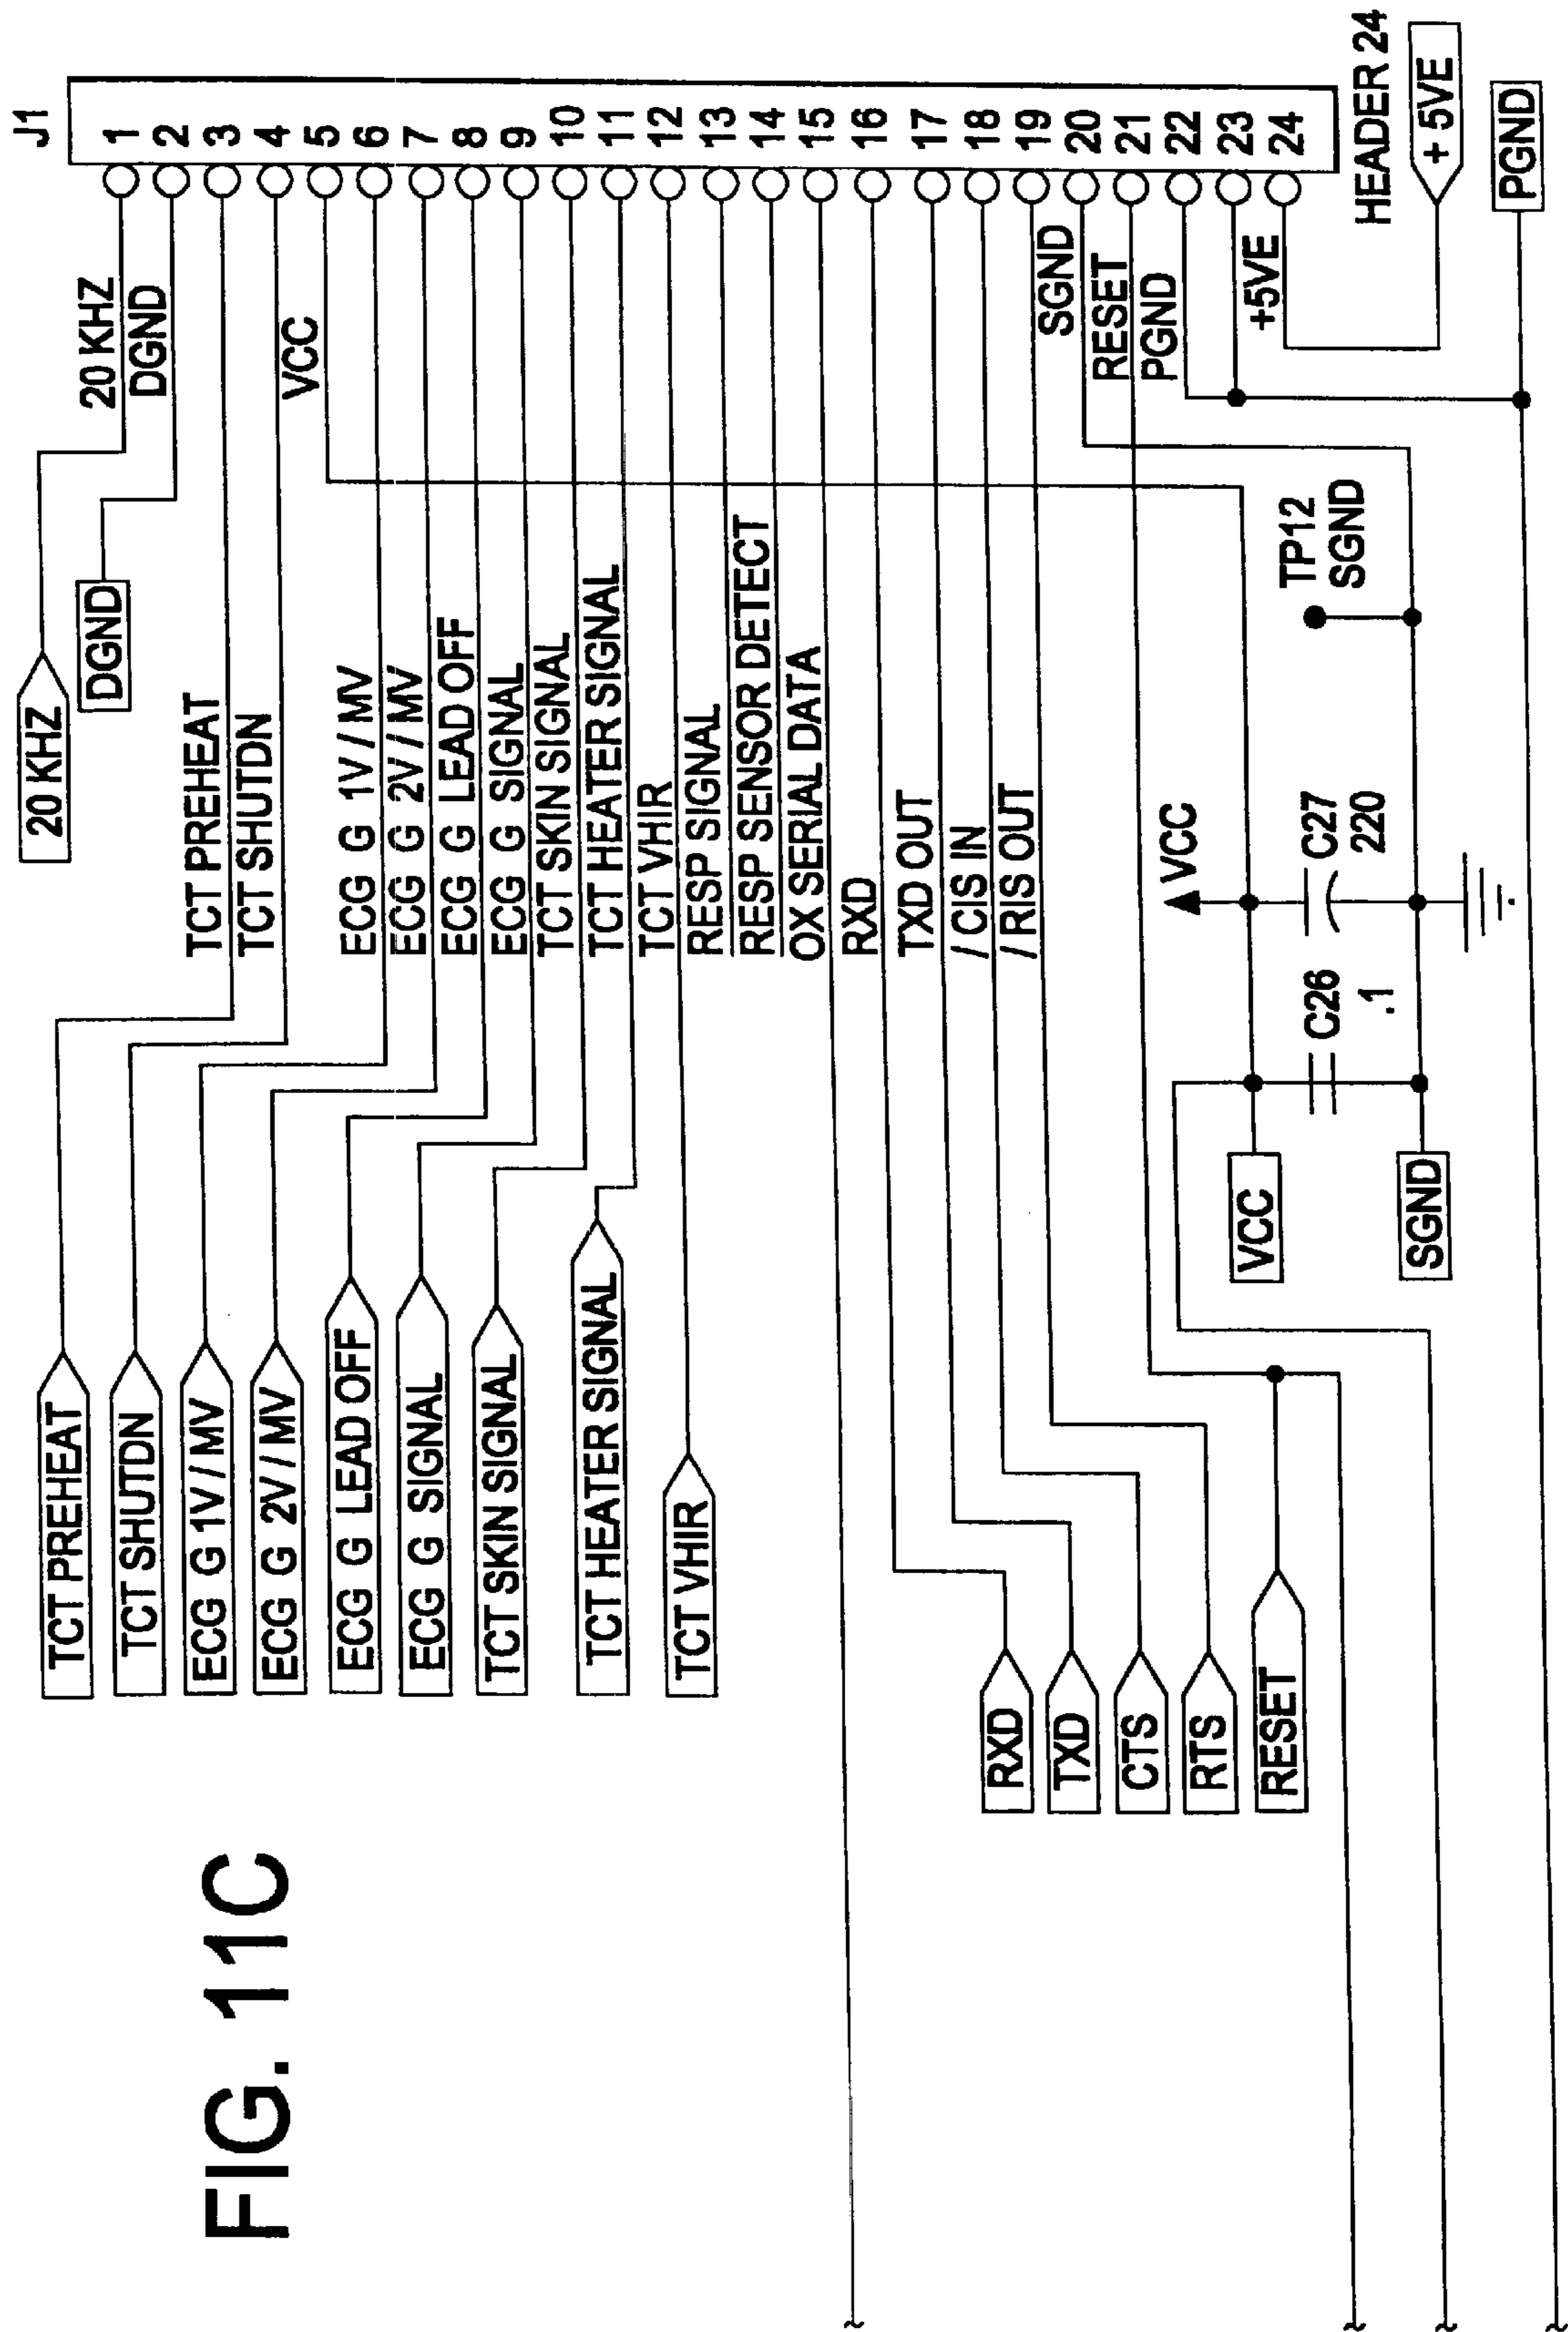 FIG. 11C
J1
1
2
3
4
5
6
7
8
9
10
11
12
13
14
15
16
17
18
19
20
21
22
23
24
HEADER 24
20 KHZ
DGND
TCT PREHEAT
TCT SHUTDN
VCC
ECG G 1V / MV
ECG G 2V / MV
ECG G LEAD OFF
ECG G SIGNAL
TCT SKIN SIGNAL
TCT HEATER SIGNAL
TCT VHIR
RESP SIGNAL
RESP SENSOR DETECT
OX SERIAL DATA
RXD
TXD OUT
/ CIS IN
/ RIS OUT
SGND
RESET
PGND
+5VE
20 KHZ
DGND
TCT PREHEAT
TCT SHUTDN
ECG G 1V / MV
ECG G 2V / MV
ECG G LEAD OFF
ECG G SIGNAL
TCT SKIN SIGNAL
TCT HEATER SIGNAL
TCT VHIR
RXD
TXD
CTS
RTS
RESET
VCC
SGND
C26
.1
VCC
C27
220
TP12
SGND
+ 5VE
PGND